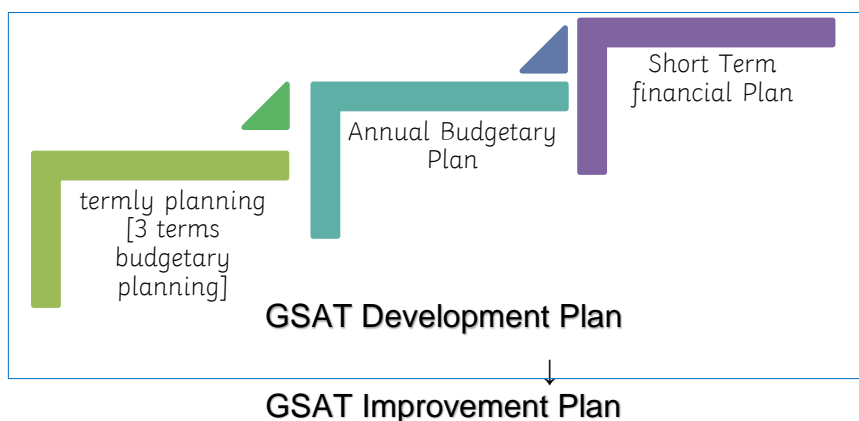 termly planning
[3 terms
budgetary
planning]
Annual Budgetary
Plan
Short Term
financial Plan
GSAT Development Plan
↓
GSAT Improvement Plan